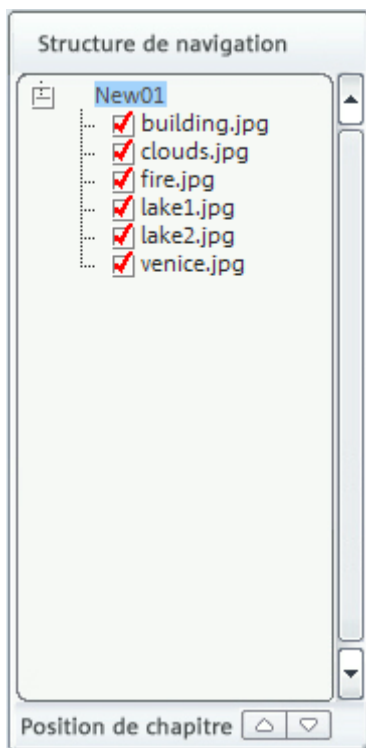 Structure de navigation
New01
building.jpg
clouds.jpg
fire.jpg
lake1.jpg
lake2.jpg
venice.jpg
Position de chapitre